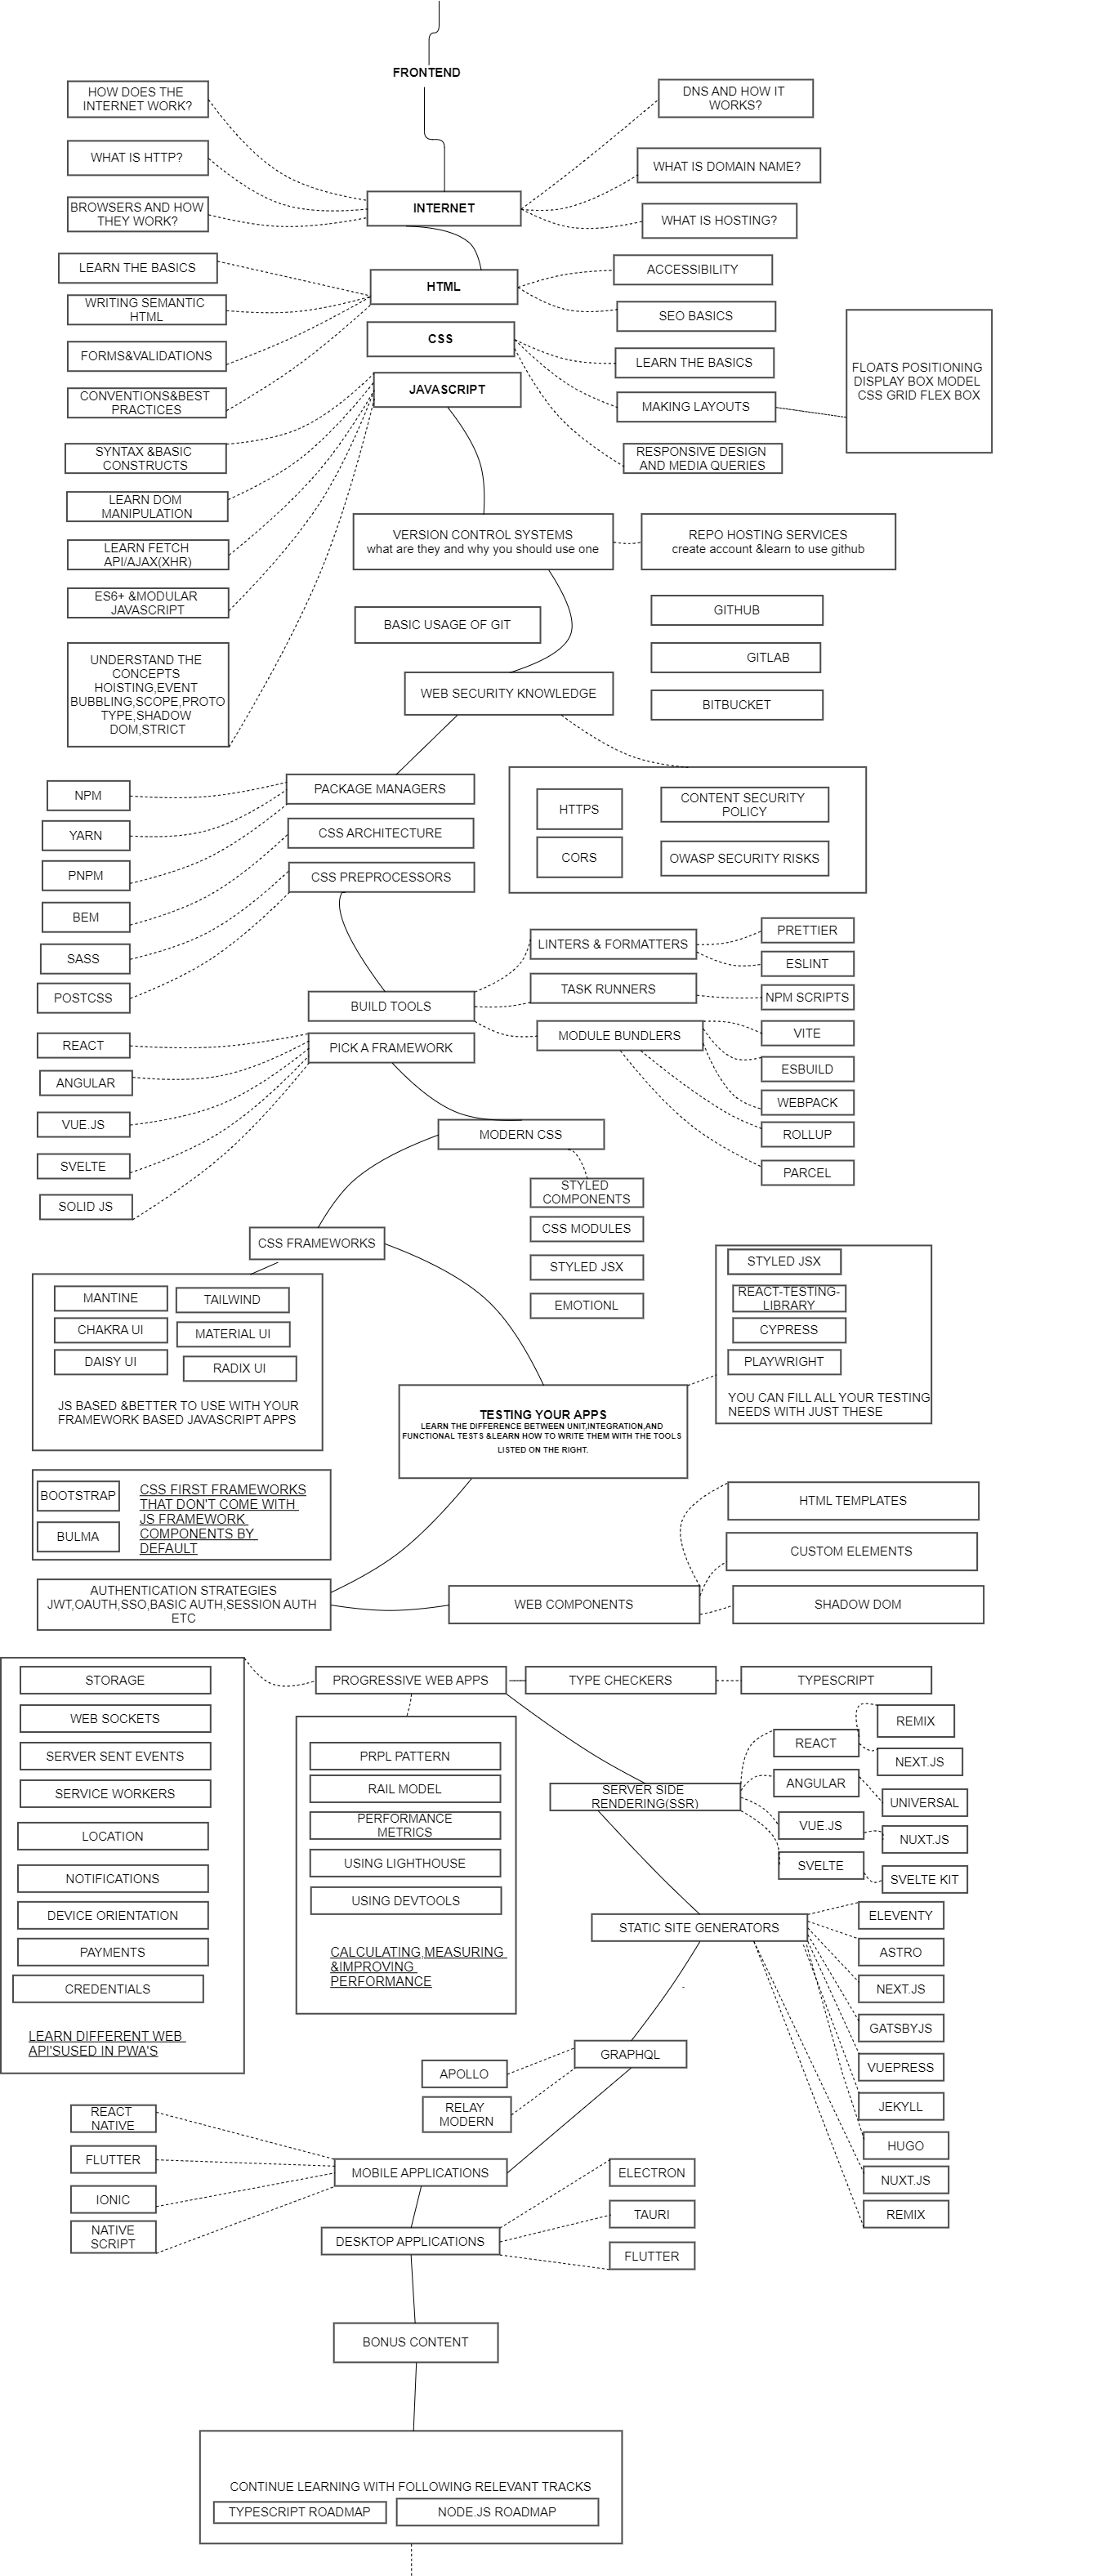 FRONTEND
HOW DOES THE
INTERNET WORK?
DNS AND HOW IT
WORKS?
WHAT IS HTTP?
WHAT IS DOMAIN NAME?
BROWSERS AND HOW
THEY WORK?
INTERNET
WHAT IS HOSTING?
LEARN THE BASICS
HTML
ACCESSIBILITY
WRITING SEMANTIC
HTML
SEO BASICS
CSS
FORMS&VALIDATIONS
LEARN THE BASICS
FLOATS POSITIONING
DISPLAY BOX MODEL
CSS GRID FLEX BOX
JAVASCRIPT
CONVENTIONS&BEST
PRACTICES
MAKING LAYOUTS
SYNTAX &BASIC
CONSTRUCTS
RESPONSIVE DESIGN
AND MEDIA QUERIES
LEARN DOM
MANIPULATION
VERSION CONTROL SYSTEMS
what are they and why you should use one
REPO HOSTING SERVICES
create account &learn to use github
LEARN FETCH
API/AJAX(XHR)
ES6+ &MODULAR
JAVASCRIPT
BASIC USAGE OF GIT
GITHUB
GITLAB
BITBUCKET
UNDERSTAND THE
CONCEPTS
HOISTING,EVENT
BUBBLING,SCOPE,PROTO
TYPE,SHADOW
DOM,STRICT
WEB SECURITY KNOWLEDGE
NPM
PACKAGE MANAGERS
HTTPS
CONTENT SECURITY
POLICY
YARN
CSS ARCHITECTURE
CORS
OWASP SECURITY RISKS
PNPM
CSS PREPROCESSORS
BEM
SASS
POSTCSS
LINTERS & FORMATTERS
PRETTIER
ESLINT
BUILD TOOLS
TASK RUNNERS
NPM SCRIPTS
REACT
PICK A FRAMEWORK
MODULE BUNDLERS
VITE
ESBUILD
WEBPACK
ROLLUP
PARCEL
ANGULAR
VUE.JS
SVELTE
SOLID JS
MODERN CSS
STYLED
COMPONENTS
CSS MODULES
STYLED JSX
EMOTIONL
CSS FRAMEWORKS
MANTINE
TAILWIND
CHAKRA UI
MATERIAL UI
DAISY UI
RADIX UI
JS BASED &BETTER TO USE WITH YOUR
FRAMEWORK BASED JAVASCRIPT APPS
STYLED JSX
REACT-TESTING-
LIBRARY
CYPRESS
PLAYWRIGHT
YOU CAN FILL ALL YOUR TESTING
NEEDS WITH JUST THESE
TESTING YOUR APPS
LEARN THE DIFFERENCE BETWEEN UNIT,INTEGRATION,AND
FUNCTIONAL TESTS &LEARN HOW TO WRITE THEM WITH THE TOOLS
LISTED ON THE RIGHT.
BOOTSTRAP
BULMA
CSS FIRST FRAMEWORKS
THAT DON'T COME WITH
JS FRAMEWORK
COMPONENTS BY
DEFAULT
HTML TEMPLATES
CUSTOM ELEMENTS
AUTHENTICATION STRATEGIES
JWT,OAUTH,SSO,BASIC AUTH,SESSION AUTH
ETC
WEB COMPONENTS
SHADOW DOM
STORAGE
PROGRESSIVE WEB APPS
TYPE CHECKERS
TYPESCRIPT
WEB SOCKETS
SERVER SENT EVENTS
SERVICE WORKERS
LOCATION
NOTIFICATIONS
DEVICE ORIENTATION
PAYMENTS
CREDENTIALS
LEARN DIFFERENT WEB
API'SUSED IN PWA'S
PRPL PATTERN
RAIL MODEL
PERFORMANCE
METRICS
USING LIGHTHOUSE
USING DEVTOOLS
CALCULATING,MEASURING
&IMPROVING
PERFORMANCE
SERVER SIDE
RENDERING(SSR)
REACT
REMIX
NEXT.JS
ANGULAR
UNIVERSAL
VUE.JS
NUXT.JS
SVELTE
SVELTE KIT
STATIC SITE GENERATORS
ELEVENTY
ASTRO
NEXT.JS
GATSBYJS
VUEPRESS
JEKYLL
HUGO
NUXT.JS
REMIX
GRAPHQL
APOLLO
RELAY
MODERN
REACT
NATIVE
FLUTTER
IONIC
NATIVE
SCRIPT
MOBILE APPLICATIONS
ELECTRON
TAURI
FLUTTER
DESKTOP APPLICATIONS
BONUS CONTENT
CONTINUE LEARNING WITH FOLLOWING RELEVANT TRACKS
TYPESCRIPT ROADMAP
NODE.JS ROADMAP